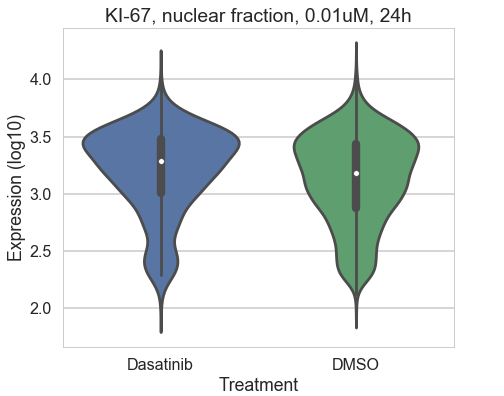 KI-67, nuclear fraction, 0.01uM, 24h
Expression (log10)
4.0
3.5
3.0
2.5
2.0
Dasatinib
DMSO
Treatment